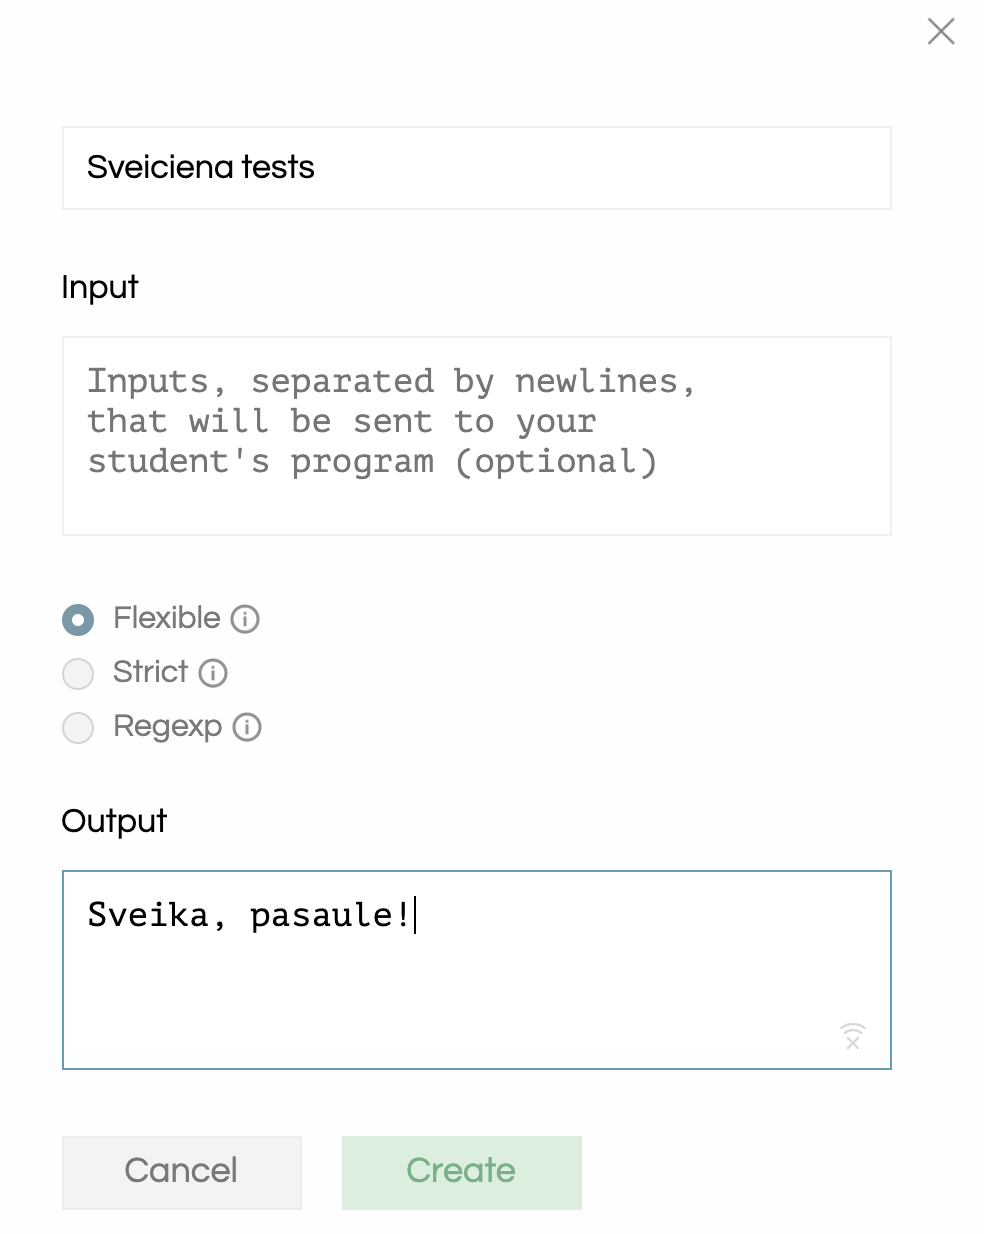 Sveiciena tests
Input
Inputs, separated by newlines,
that will be sent to your
student's program (optional)
Flexible
Strict
Regexp
Output
Sveika, pasaule!
Cancel
Create